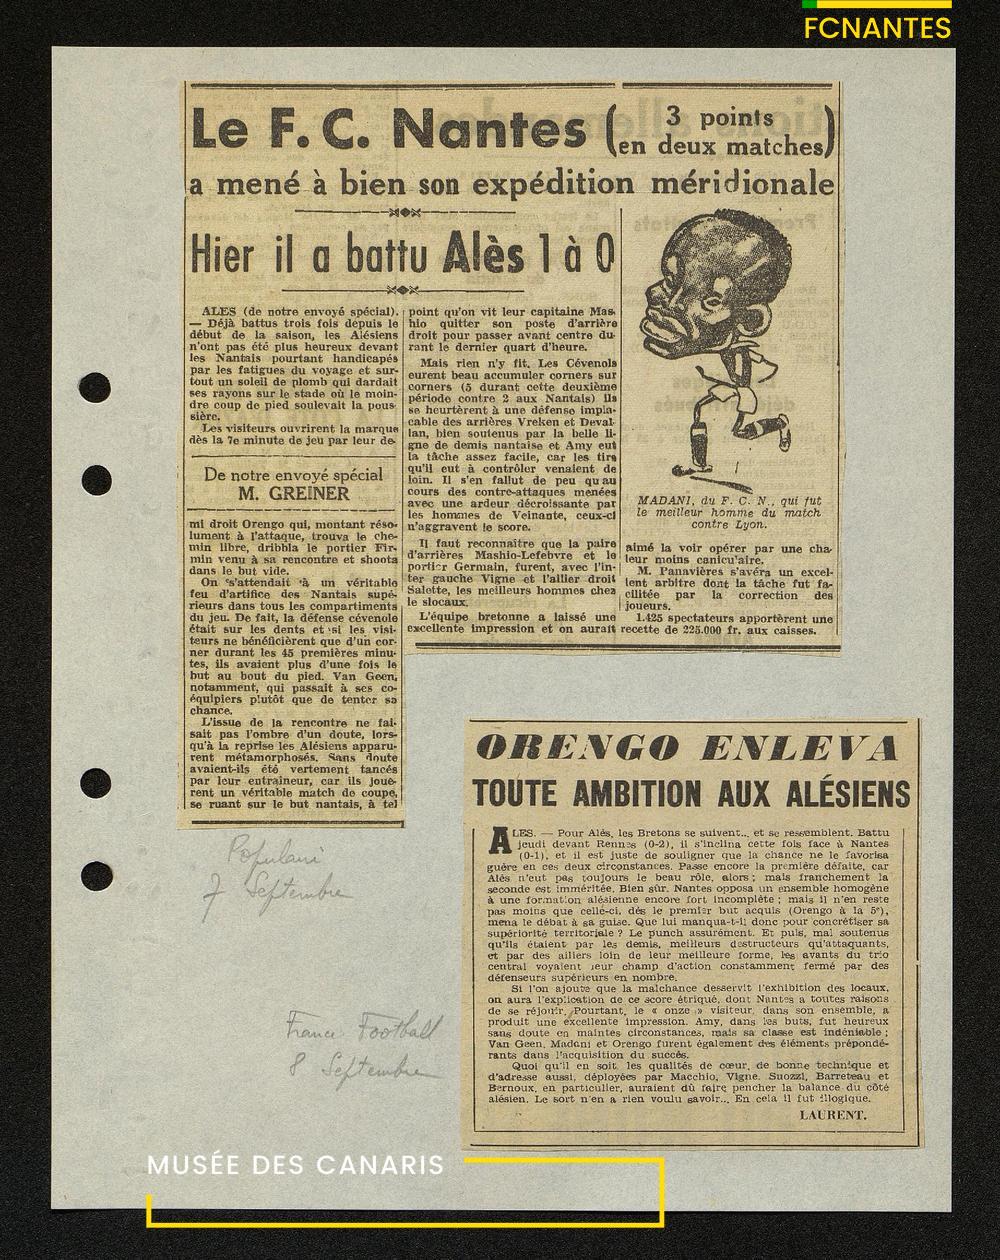 FCNANTES
Le F. C. Nantes (3 points en deux matches)
a mené à bien son expédition méridionale
Hier il a battu Alès 1 à 0
ALES (de notre envoyé spécial).
— Déjà battus trois fois depuis le
début de la saison, les Alésiens
n'ont pas été plus heureux devant
les Nantais pourtant handicapés
par les fatigues du voyage et sur-
tout un soleil de plomb qui dardait
ses rayons sur le stade où le moin-
dre coup de pied soulevait la pous-
sière.
Les visiteurs ouvrirent la marque
dès la 7e minute de jeu par leur de-
De notre envoyé spécial
M. GREINER
mi droit Orengo qui, montant réso-
lument à l'attaque, trouva le che-
min libre, dribbla le portier Fir-
min venu à sa rencontre et shoota
dans le but vide.
On s'attendait à un véritable
feu d'artifice des Nantais supé-
rieurs dans tous les compartiments
du jeu. De fait, la défense cévenole
était sur les dents et si les visi-
teurs ne bénéficièrent que d'un cor-
ner durant les 45 premières minu-
tes, ils avaient plus d'une fois le
but au bout du pied. Van Geen,
notamment, qui passait à ses co-
équipiers plutôt que de tenter sa
chance.
L'issue de la rencontre ne fai-
sait pas l'ombre d'un doute, lors-
qu'à la reprise les Alésiens apparu-
rent métamorphosés. Sans doute
avaient-ils été vertement tancés
par leur entraîneur, car ils joue-
rent un véritable match de coupe,
se ruant sur le but nantais, à tel
point qu'on vit leur capitaine Mas-
hio quitter son poste d'arrière
droit pour passer avant centre du-
rant le dernier quart d'heure.
Mais rien n'y fit. Les Cévenols
eurent beau accumuler corners sur
corners (5 durant cette deuxième
période contre 2 aux Nantais) ils
se heurtèrent à une défense impla-
cable des arrières Vreken et Deval-
lan, bien soutenus par la belle li-
gne de demis nantaise et Amy eut
la tâche assez facile, car les tirs
qu'il eut à contrôler venaient de
loin. Il s'en fallut de peu qu'au
cours des contre-attaques menées
avec une ardeur décroissante par
les hommes de Veinante, ceux-ci
n'aggravent le score.
Il faut reconnaître que la paire
d'arrières Mashio-Lefebvre et le
portier Germain, furent, avec l'in-
ter gauche Vigne et l'ailier droit
Salette, les meilleurs hommes chez
le slocaux.
L'équipe bretonne a laissé une
excellente impression et on aurait
MADANI, du F. C. N., qui fut
le meilleur homme du match
contre Lyon.
aimé la voir opérer par une cha-
leur moins caniculaire.
M. Panavières s'avéra un excel-
lent arbitre dont la tâche fut fa-
cilitée par la correction des
joueurs.
1.425 spectateurs apportèrent une
recette de 225.000 fr. aux caisses.
Populaire
7 Septembre
ORENGO ENLEVA
TOUTE AMBITION AUX ALÉSIENS
ALES. — Pour Alès, les Bretons se suivent... et se ressemblent. Battu
jeudi devant Rennes (0-2), il s'inclina cette fois face à Nantes
(0-1), et il est juste de souligner que la chance ne le favorisa
guère en ces deux circonstances. Passe encore la première défaite, car
Alès n'eut pas toujours le beau rôle, alors ; mais franchement la
seconde est imméritée. Bien sûr, Nantes opposa un ensemble homogène
à une formation alésienne encore fort incomplète ; mais il n'en reste
pas moins que celle-ci, dès le premier but acquis (Orengo à la 5e),
mena le débat à sa guise. Que lui manqua-t-il donc pour concrétiser sa
supériorité territoriale ? Le punch assurément. Et puis, mal soutenus
qu'ils étaient par les demis, meilleurs destructeurs qu'attaquants,
et par des ailiers loin de leur meilleure forme, les avants du trio
central voyaient leur champ d'action constamment fermé par des
défenseurs supérieurs en nombre.
Si l'on ajoute que la malchance desservit l'exhibition des locaux,
on aura l'explication de ce score étriqué, dont Nantes a toutes raisons
de se réjouir. Pourtant, le « onze » visiteur, dans son ensemble, a
produit une excellente impression. Amy, dans les buts, fut heureux
sans doute en maintes circonstances, mais sa classe est indéniable ;
Van Geen, Madani et Orengo furent également des éléments prépondé-
rants dans l'acquisition du succès.
Quoi qu'il en soit, les qualités de cœur, de bonne technique et
d'adresse aussi, déployées par Macchio, Vigne, Suozzi, Barreteau et
Bernoux, en particulier, auraient dû faire pencher la balance du côté
alésien. Le sort n'en a rien voulu savoir... En cela il fut illogique.
LAURENT.
France Football
8 Septembre
MUSÉE DES CANARIS